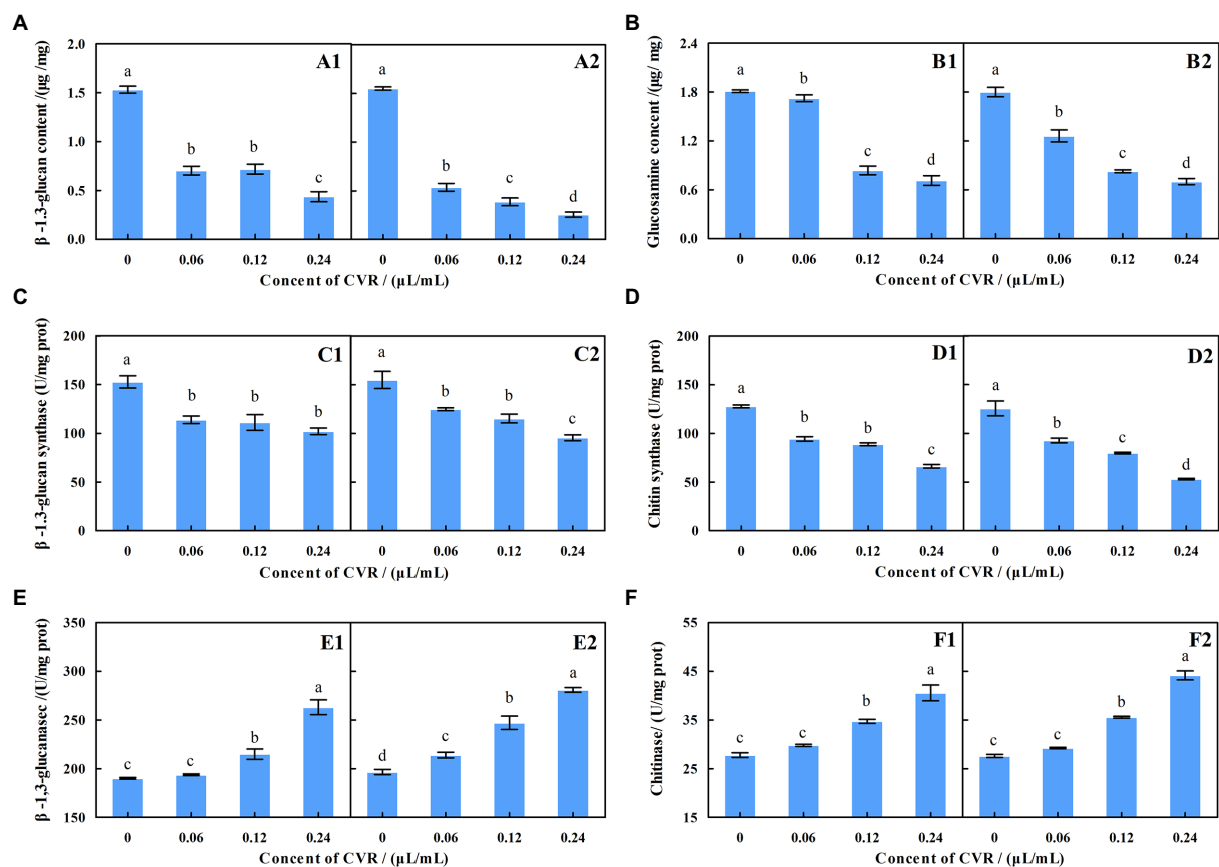 A
B
2.0
1.5
1.0
0.5
0.0
β -1.3-glucan content /(μg /mg)
A1
A2
a
b
b
c
a
b
c
d
0 0.06 0.12 0.24 0 0.06 0.12 0.24
Concent of CVR / (μL/mL)
2.4
1.8
1.2
0.6
0.0
Glucosamine concent /(μg/ mg)
B1
B2
a
b
c
d
a
b
c
d
0 0.06 0.12 0.24 0 0.06 0.12 0.24
Concent of CVR / (μL/mL)
C
D
200
150
100
50
0
β -1.3-glucan synthase (U/mg prot)
C1
C2
a
b
b
b
a
b
b
c
0 0.06 0.12 0.24 0 0.06 0.12 0.24
Concent of CVR / (μL/mL)
200
150
100
50
0
Chitin synthase (U/mg prot)
D1
D2
a
b
b
c
a
b
c
d
0 0.06 0.12 0.24 0 0.06 0.12 0.24
Concent of CVR / (μL/mL)
E
F
350
300
250
200
150
β -1,3-glucanasec /(U/mg prot)
E1
E2
c
c
b
a
d
c
b
a
0 0.06 0.12 0.24 0 0.06 0.12 0.24
Concent of CVR / (μL/mL)
55
45
35
25
15
Chitinase/ (U/mg prot)
F1
F2
c
c
b
a
c
c
b
a
0 0.06 0.12 0.24 0 0.06 0.12 0.24
Concent of CVR / (μL/mL)